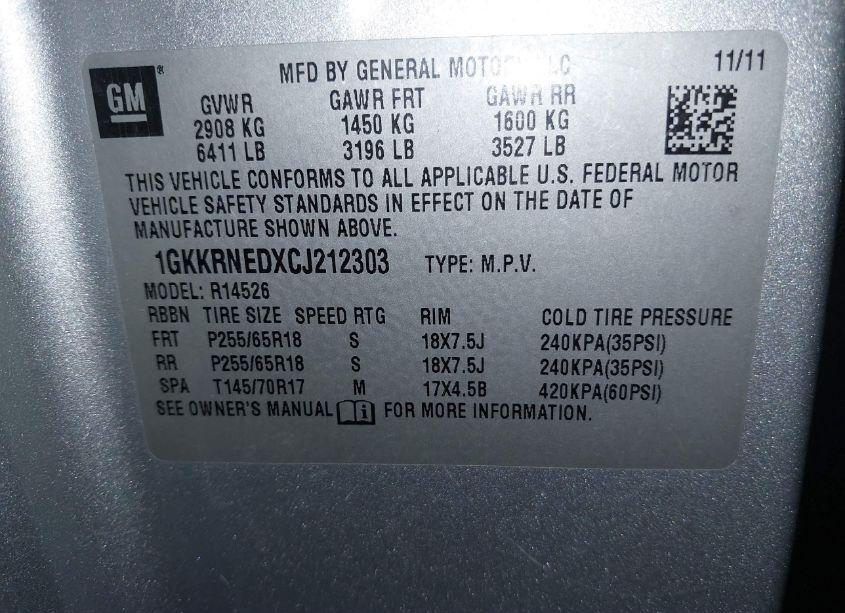 MFD BY GENERAL MOTORS LLC 11/11
GM
GVWR GAWR FRT GAWR RR
2908 KG 1450 KG 1600 KG
6411 LB 3196 LB 3527 LB
THIS VEHICLE CONFORMS TO ALL APPLICABLE U.S. FEDERAL MOTOR
VEHICLE SAFETY STANDARDS IN EFFECT ON THE DATE OF
MANUFACTURE SHOWN ABOVE.
1GKKRNEDXCJ212303 TYPE: M.P.V.
MODEL: R14526
RBBN TIRE SIZE SPEED RTG RIM COLD TIRE PRESSURE
FRT P255/65R18 S 18X7.5J 240KPA(35PSI)
RR P255/65R18 S 18X7.5J 240KPA(35PSI)
SPA T145/70R17 M 17X4.5B 420KPA(60PSI)
SEE OWNER'S MANUAL FOR MORE INFORMATION.